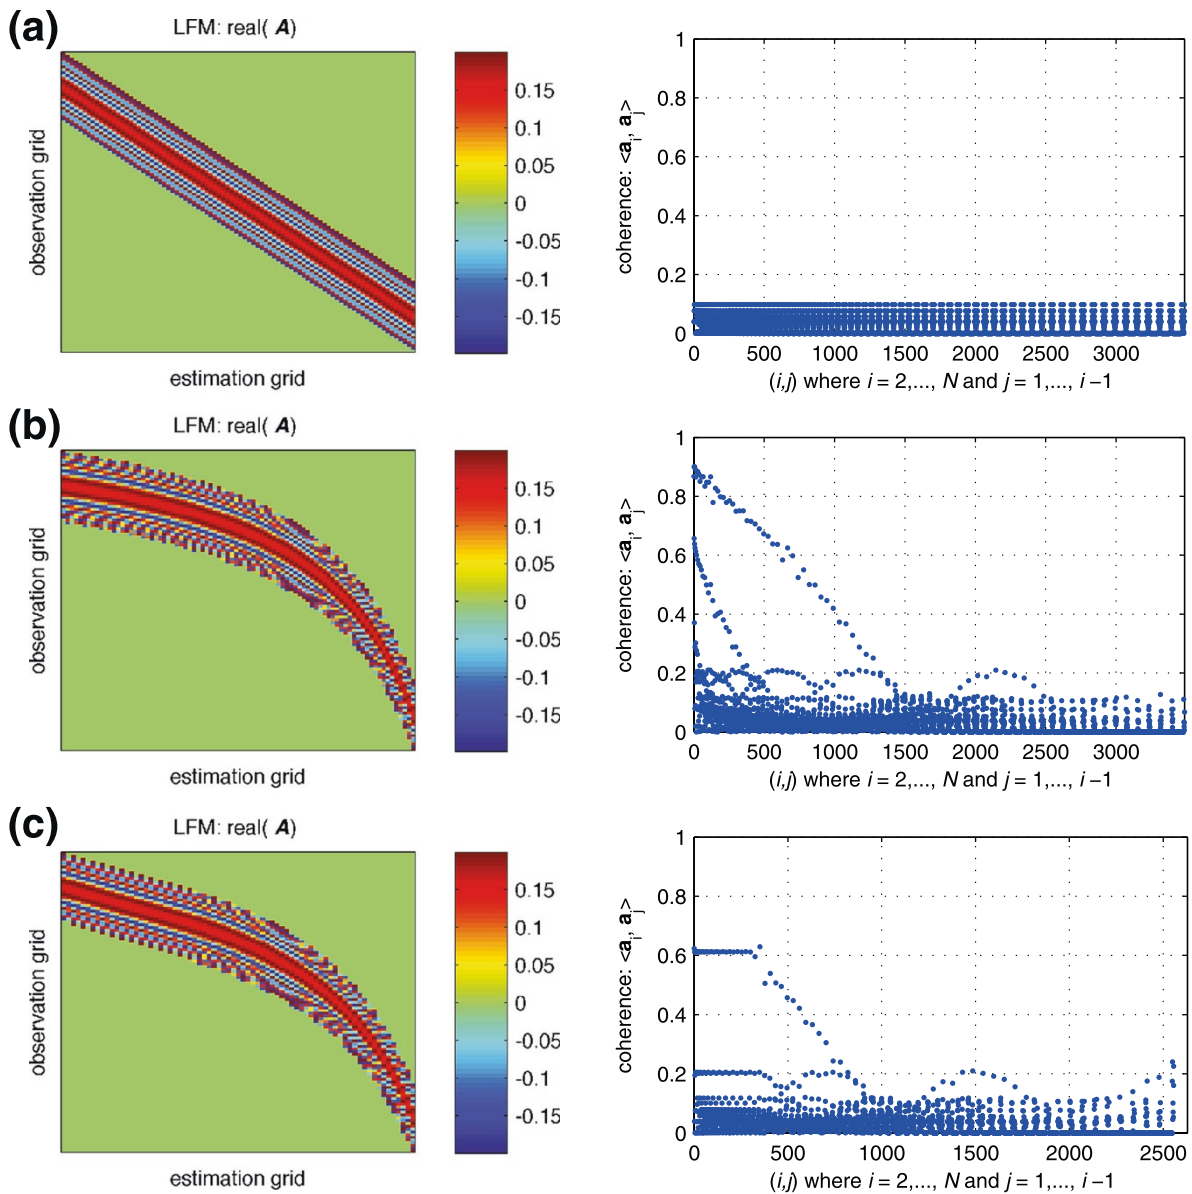 (a)
LFM: real( A)
observation grid
estimation grid
0.15
0.1
0.05
0
-0.05
-0.1
-0.15
coherence: <a_i, a_j>
1
0.8
0.6
0.4
0.2
0
0 500 1000 1500 2000 2500 3000
(i,j) where i = 2,..., N and j = 1,..., i −1
(b)
LFM: real( A)
observation grid
estimation grid
0.15
0.1
0.05
0
-0.05
-0.1
-0.15
coherence: <a_i, a_j>
1
0.8
0.6
0.4
0.2
0
0 500 1000 1500 2000 2500 3000
(i,j) where i = 2,..., N and j = 1,..., i −1
(c)
LFM: real( A)
observation grid
estimation grid
0.15
0.1
0.05
0
-0.05
-0.1
-0.15
coherence: <a_i, a_j>
1
0.8
0.6
0.4
0.2
0
0 500 1000 1500 2000 2500
(i,j) where i = 2,..., N and j = 1,..., i −1